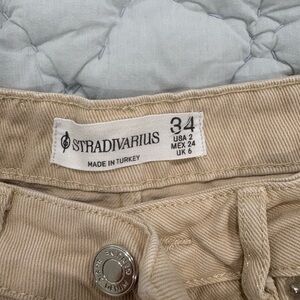 STRADIVARIUS
MADE IN TURKEY
34
USA 2
MEX 24
UK 6